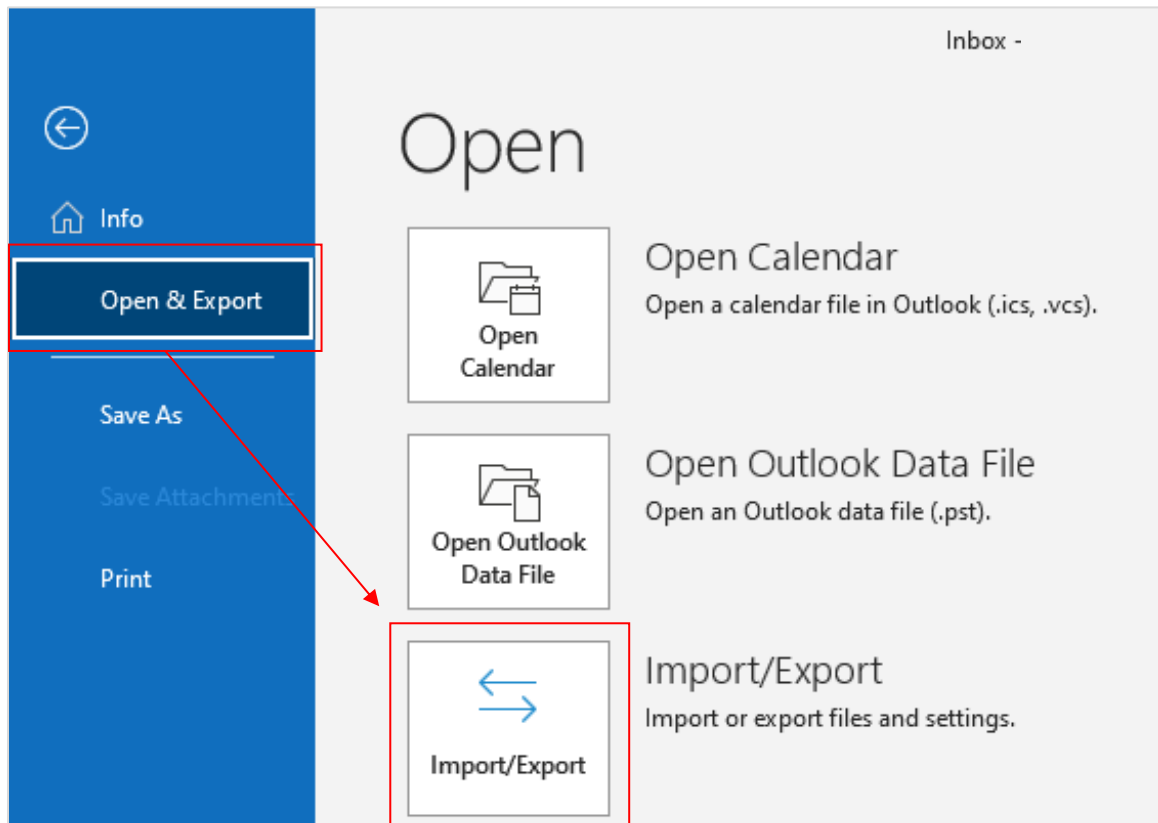 Inbox -
Open
Info
Open & Export
Save As
Save Attachments
Print
Open
Calendar
Open Calendar
Open a calendar file in Outlook (.ics, .vcs).
Open Outlook
Data File
Open Outlook Data File
Open an Outlook data file (.pst).
Import/Export
Import/Export
Import or export files and settings.